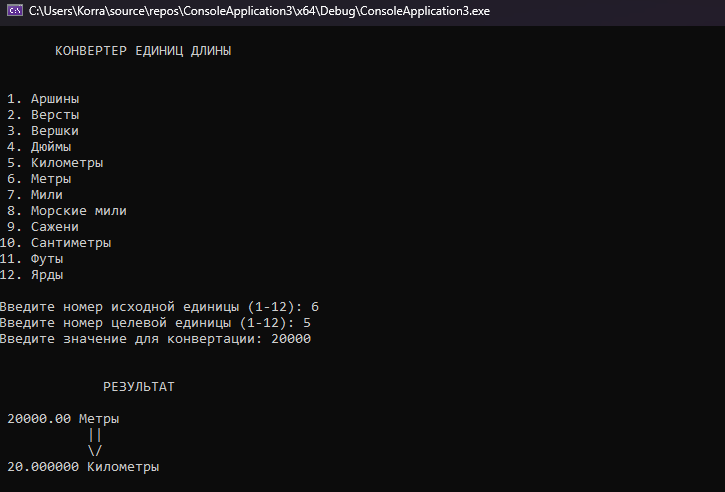 C:\Users\Korra\source\repos\ConsoleApplication3\x64\Debug\ConsoleApplication3.exe
КОНВЕРТЕР ЕДИНИЦ ДЛИНЫ
1. Аршины
2. Версты
3. Вершки
4. Дюймы
5. Километры
6. Метры
7. Мили
8. Морские мили
9. Сажени
10. Сантиметры
11. Футы
12. Ярды
Введите номер исходной единицы (1-12): 6
Введите номер целевой единицы (1-12): 5
Введите значение для конвертации: 20000
РЕЗУЛЬТАТ
20000.00 Метры
||
\/
20.000000 Километры